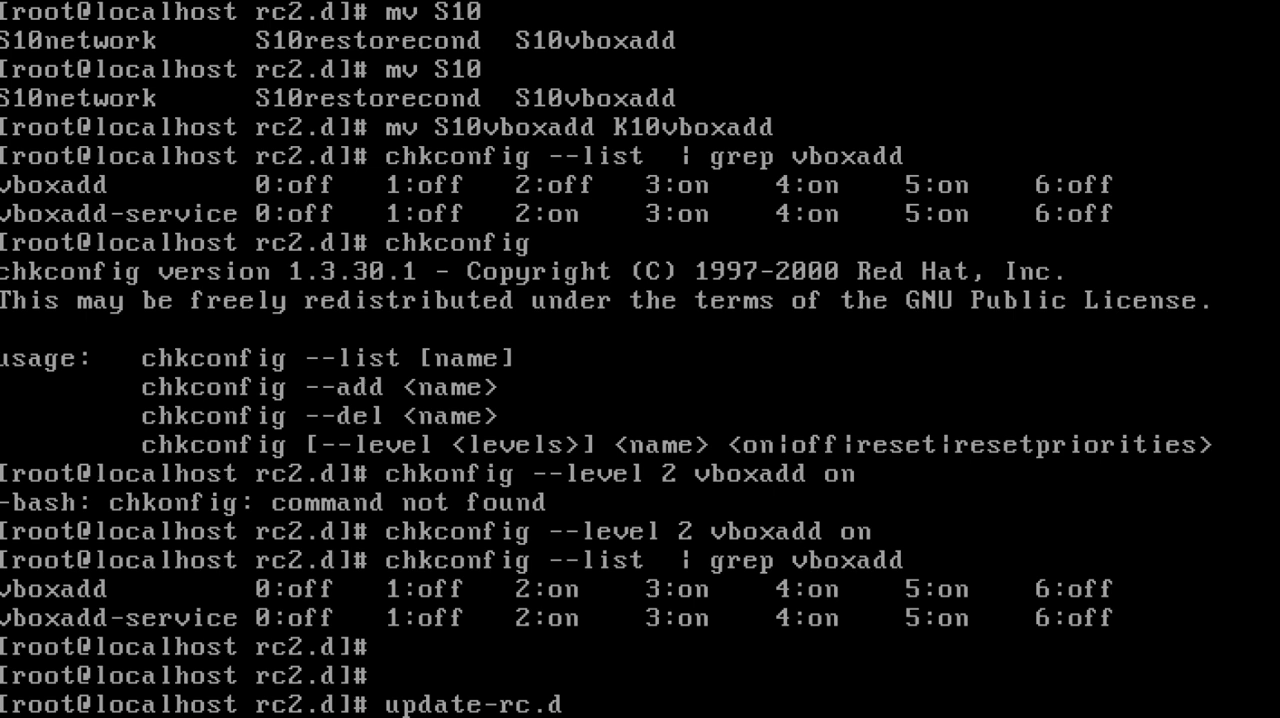 [root@localhost rc2.d]# mv S10
S10network      S10restorecond  S10vboxadd
[root@localhost rc2.d]# mv S10
S10network      S10restorecond  S10vboxadd
[root@localhost rc2.d]# mv S10vboxadd K10vboxadd
[root@localhost rc2.d]# chkconfig --list  | grep vboxadd
vboxadd         0:off   1:off   2:off   3:on    4:on    5:on    6:off
vboxadd-service 0:off   1:off   2:on    3:on    4:on    5:on    6:off
[root@localhost rc2.d]# chkconfig
chkconfig version 1.3.30.1 - Copyright (C) 1997-2000 Red Hat, Inc.
This may be freely redistributed under the terms of the GNU Public License.
usage:   chkconfig --list [name]
         chkconfig --add <name>
         chkconfig --del <name>
         chkconfig [--level <levels>] <name> <on|off|reset|resetpriorities>
[root@localhost rc2.d]# chkonfig --level 2 vboxadd on
-bash: chkonfig: command not found
[root@localhost rc2.d]# chkconfig --level 2 vboxadd on
[root@localhost rc2.d]# chkconfig --list  | grep vboxadd
vboxadd         0:off   1:off   2:on    3:on    4:on    5:on    6:off
vboxadd-service 0:off   1:off   2:on    3:on    4:on    5:on    6:off
[root@localhost rc2.d]#
[root@localhost rc2.d]#
[root@localhost rc2.d]# update-rc.d